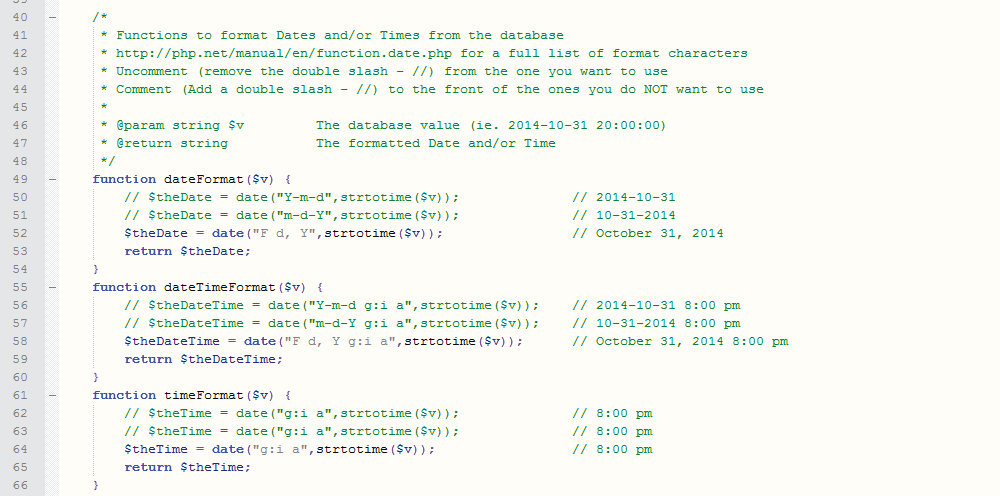 40 /*
41 * Functions to format Dates and/or Times from the database
42 * http://php.net/manual/en/function.date.php for a full list of format characters
43 * Uncomment (remove the double slash - //) from the one you want to use
44 * Comment (Add a double slash - //) to the front of the ones you do NOT want to use
45 *
46 * @param string $v The database value (ie. 2014-10-31 20:00:00)
47 * @return string The formatted Date and/or Time
48 */
49 function dateFormat($v) {
50 // $theDate = date("Y-m-d",strtotime($v)); // 2014-10-31
51 // $theDate = date("m-d-Y",strtotime($v)); // 10-31-2014
52 $theDate = date("F d, Y",strtotime($v)); // October 31, 2014
53 return $theDate;
54 }
55 function dateTimeFormat($v) {
56 // $theDateTime = date("Y-m-d g:i a",strtotime($v)); // 2014-10-31 8:00 pm
57 // $theDateTime = date("m-d-Y g:i a",strtotime($v)); // 10-31-2014 8:00 pm
58 $theDateTime = date("F d, Y g:i a",strtotime($v)); // October 31, 2014 8:00 pm
59 return $theDateTime;
60 }
61 function timeFormat($v) {
62 // $theTime = date("g:i a",strtotime($v)); // 8:00 pm
63 // $theTime = date("g:i a",strtotime($v)); // 8:00 pm
64 $theTime = date("g:i a",strtotime($v)); // 8:00 pm
65 return $theTime;
66 }